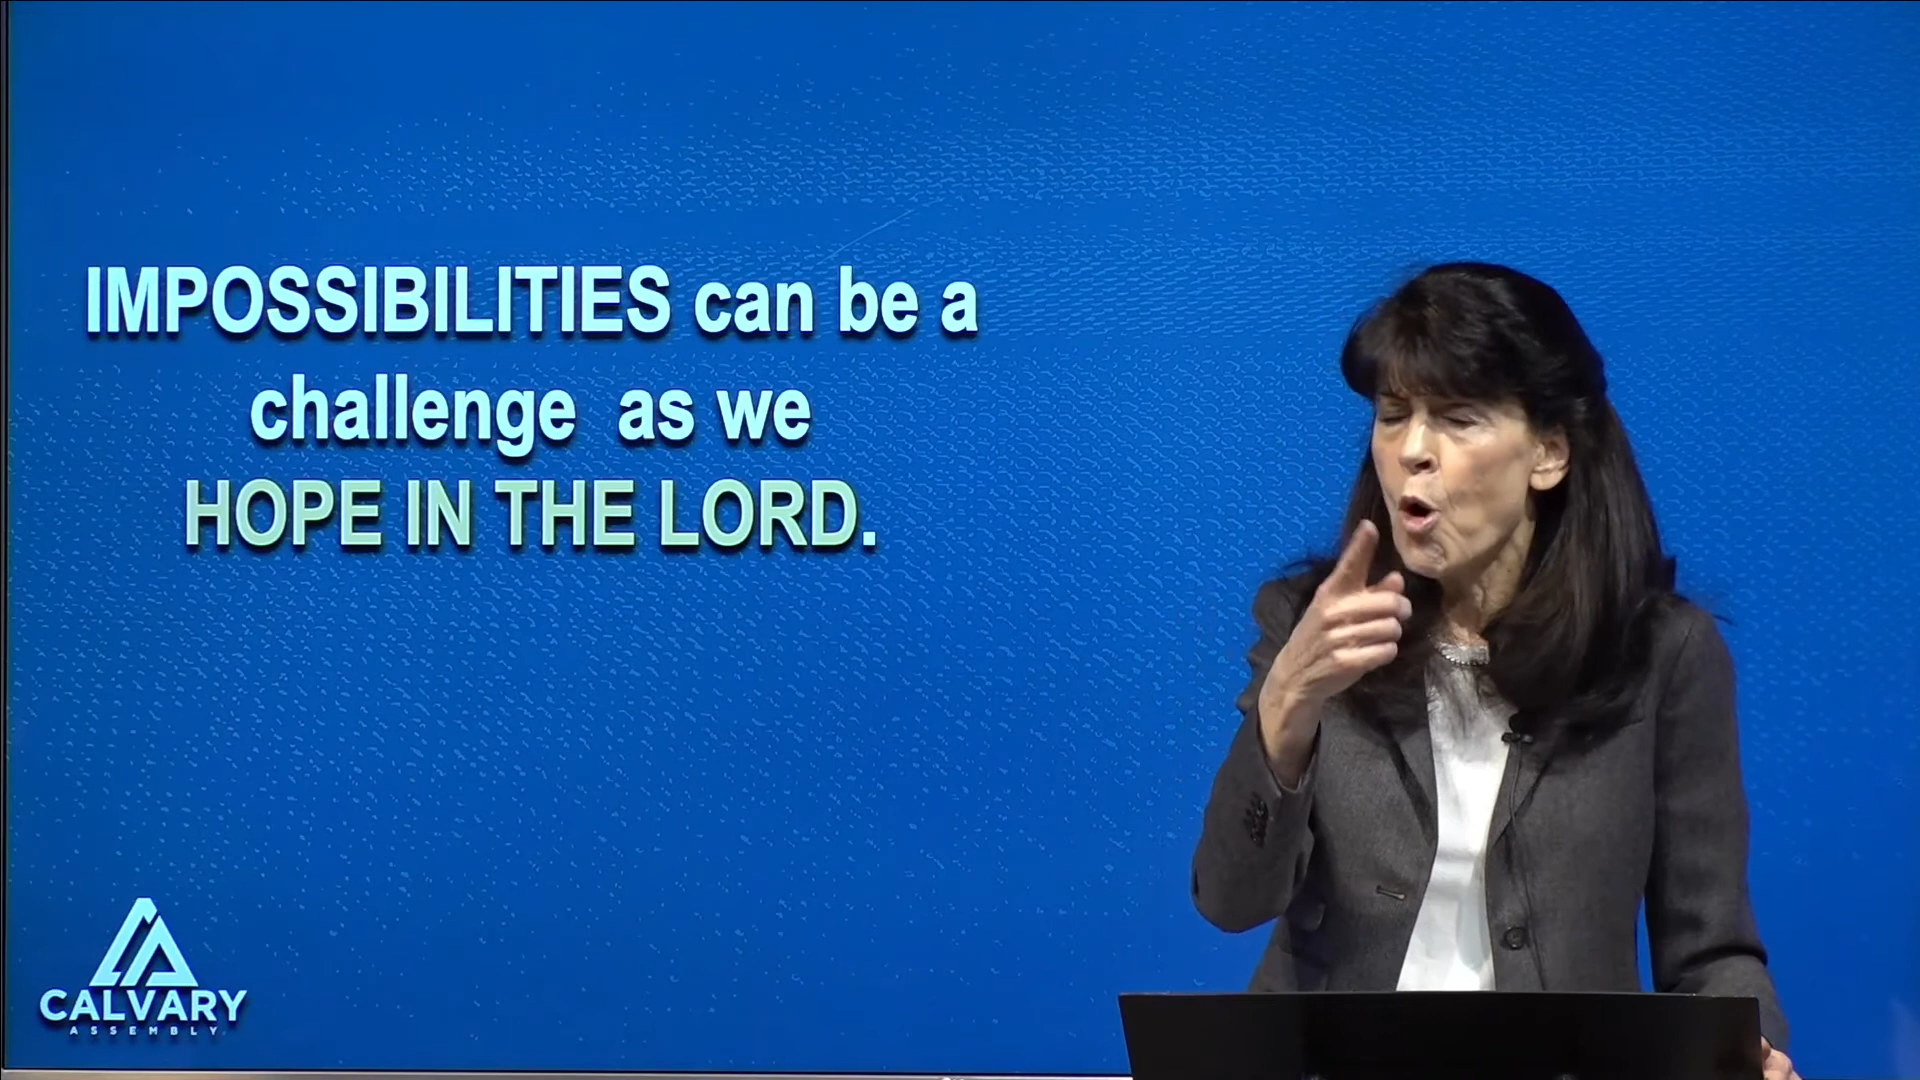 IMPOSSIBILITIES can be a
challenge as we
HOPE IN THE LORD.
CALVARY
ASSEMBLY